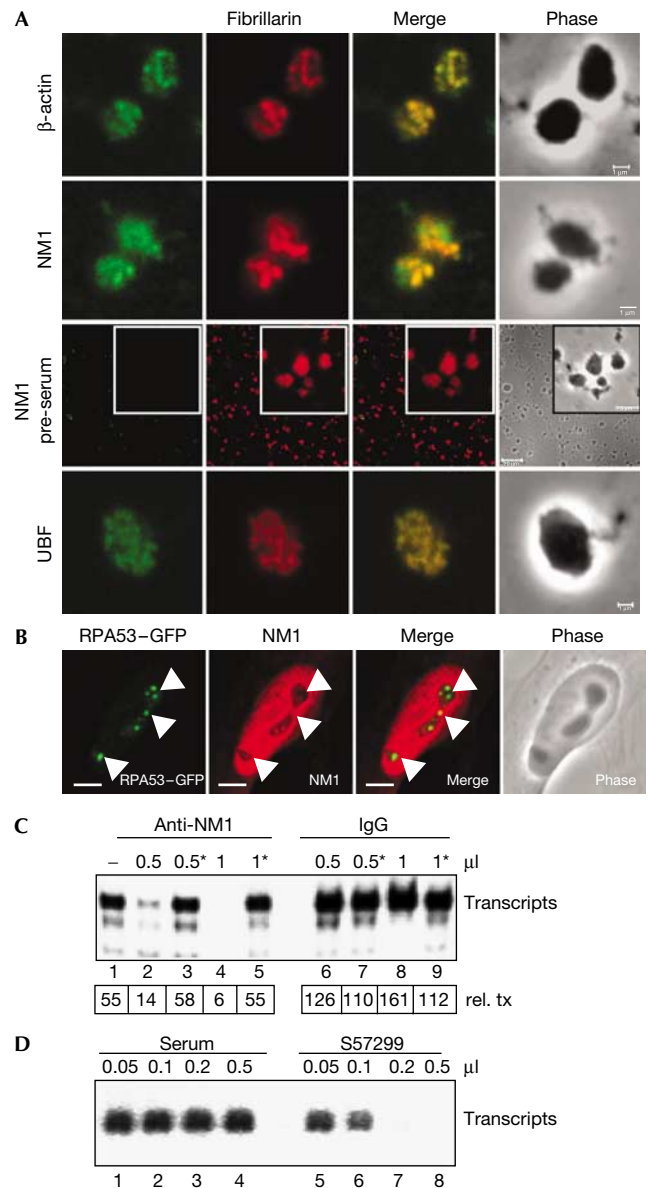 A
Fibrillarin Merge Phase
β-actin
1 μm
NM1
1 μm
NM1
pre-serum
UBF
1 μm
B
RPA53–GFP NM1 Merge Phase
RPA53–GFP NM1 Merge Phase
C
Anti-NM1 IgG
– 0.5 0.5* 1 1* 0.5 0.5* 1 1* μl
Transcripts
1 2 3 4 5 6 7 8 9
55 14 58 6 55 126 110 161 112 rel. tx
D
Serum S57299
0.05 0.1 0.2 0.5 0.05 0.1 0.2 0.5 μl
Transcripts
1 2 3 4 5 6 7 8